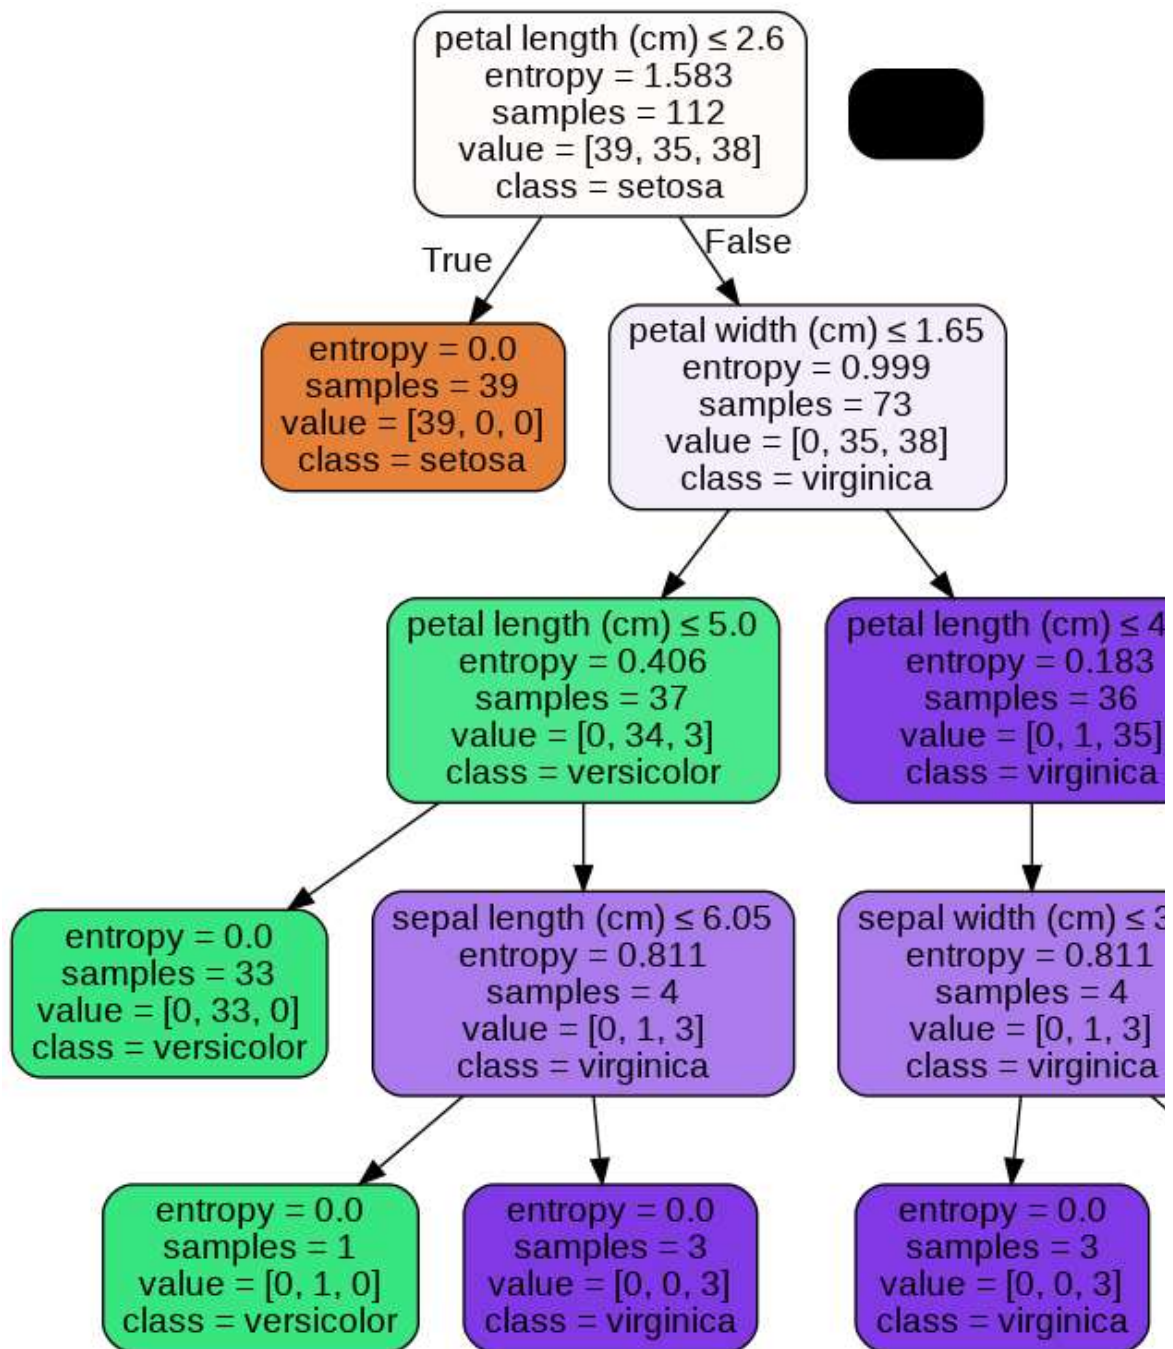 petal length (cm) ≤ 2.6
entropy = 1.583
samples = 112
value = [39, 35, 38]
class = setosa
True
False
entropy = 0.0
samples = 39
value = [39, 0, 0]
class = setosa
petal width (cm) ≤ 1.65
entropy = 0.999
samples = 73
value = [0, 35, 38]
class = virginica
petal length (cm) ≤ 5.0
entropy = 0.406
samples = 37
value = [0, 34, 3]
class = versicolor
petal length (cm) ≤ 4
entropy = 0.183
samples = 36
value = [0, 1, 35]
class = virginica
entropy = 0.0
samples = 33
value = [0, 33, 0]
class = versicolor
sepal length (cm) ≤ 6.05
entropy = 0.811
samples = 4
value = [0, 1, 3]
class = virginica
sepal width (cm) ≤ 3
entropy = 0.811
samples = 4
value = [0, 1, 3]
class = virginica
entropy = 0.0
samples = 1
value = [0, 1, 0]
class = versicolor
entropy = 0.0
samples = 3
value = [0, 0, 3]
class = virginica
entropy = 0.0
samples = 3
value = [0, 0, 3]
class = virginica